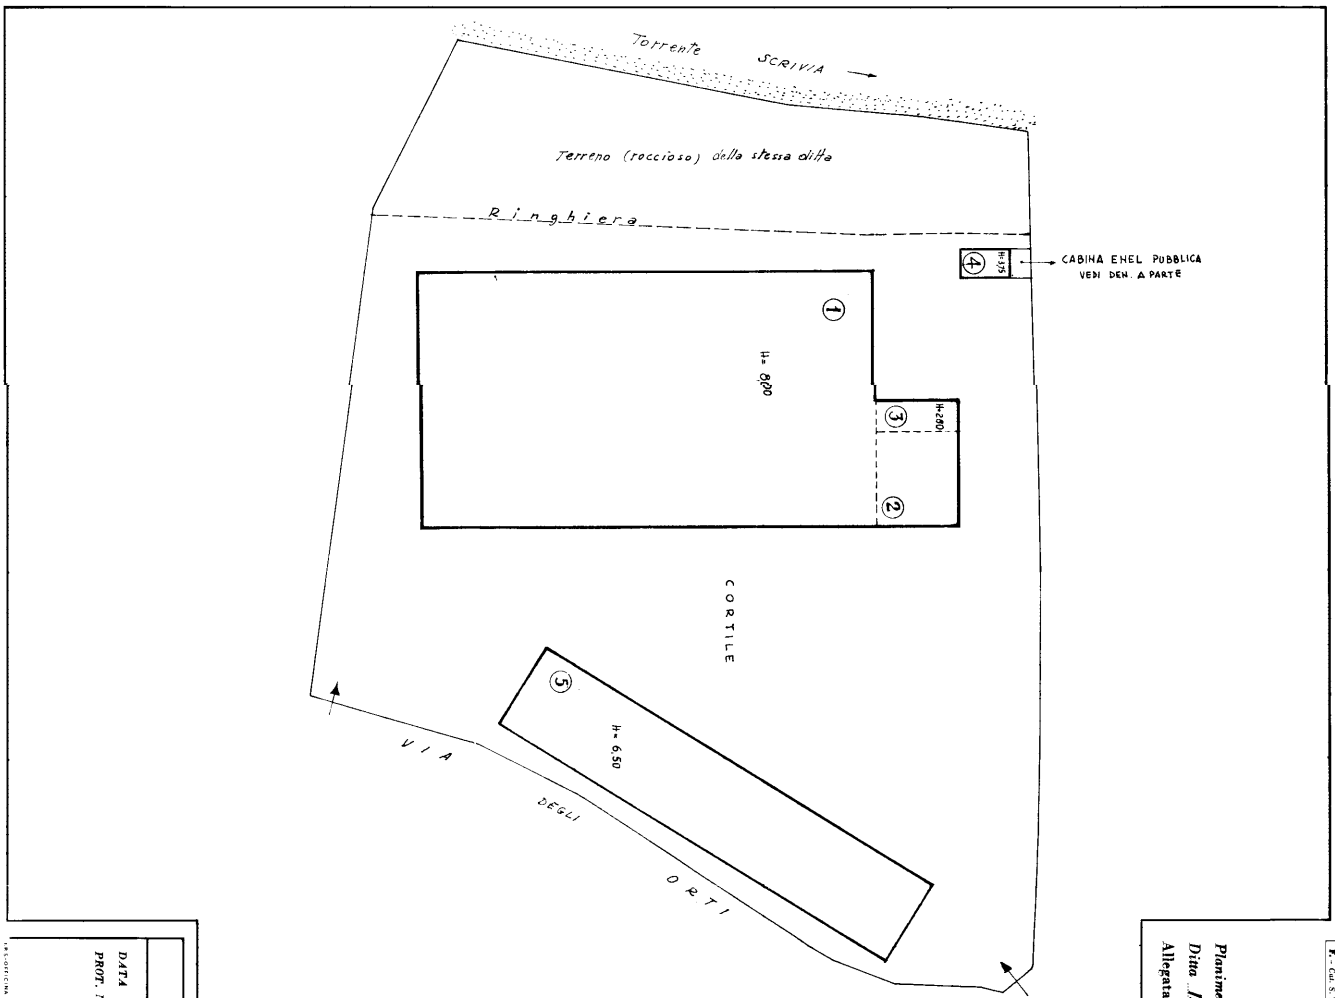 Torrente SCRIVIA
Terreno (roccioso) della stessa ditta
Ringhiera
4
H=3,75
CABINA ENEL PUBBLICA
VEDI DEN. A PARTE
1
H= 8,00
3
H=2,80
2
CORTILE
5
H= 6,50
VIA DEGLI ORTI
DATA
PROT.
Planime
Ditta
Allegata
F. - Cat. S.